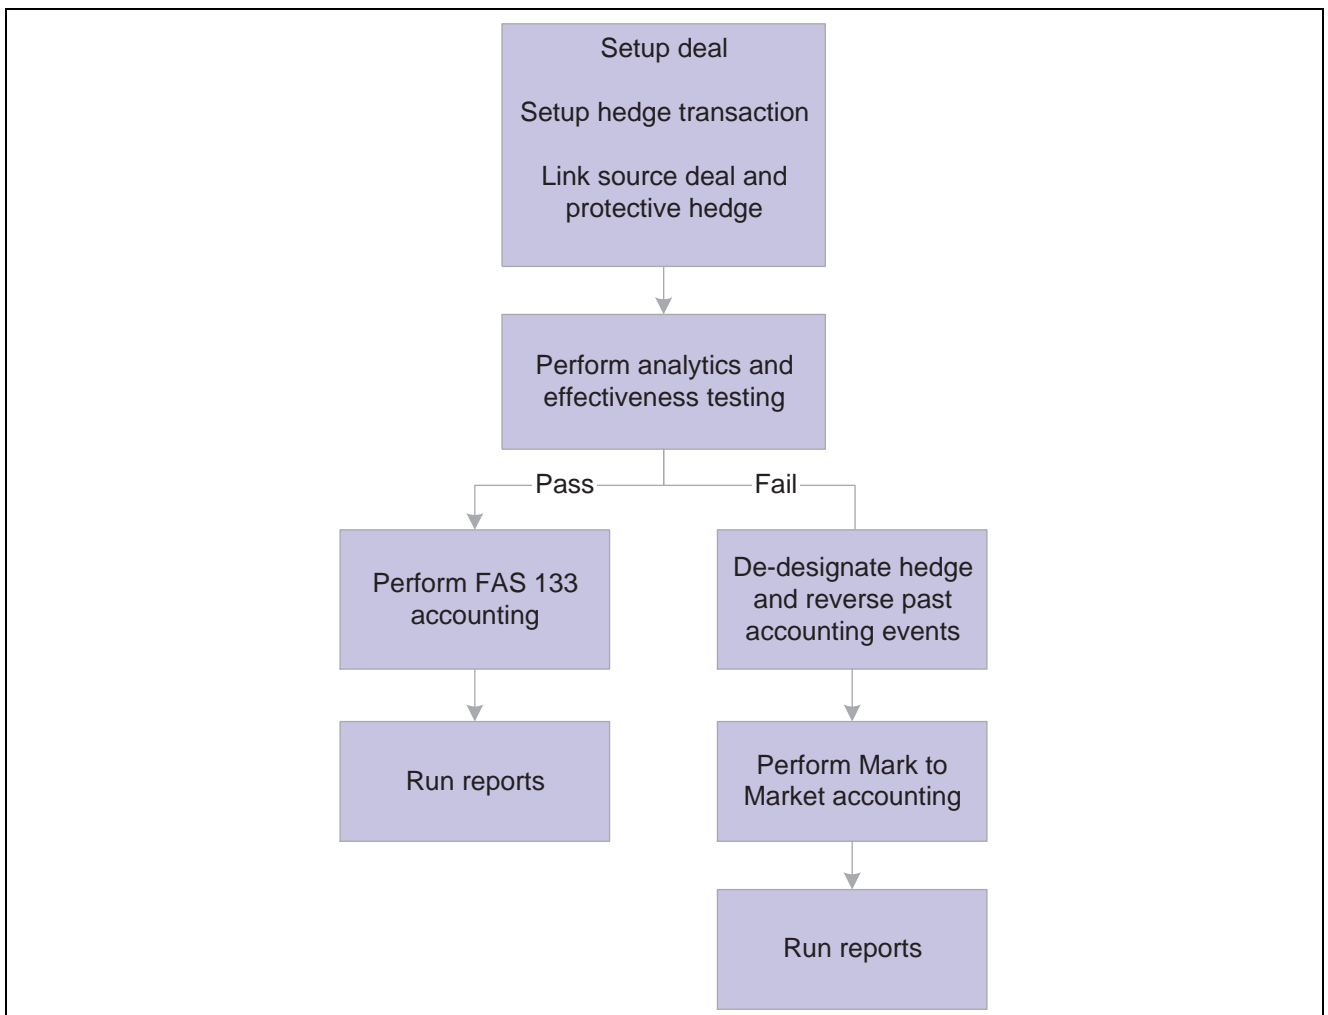 Setup deal
Setup hedge transaction
Link source deal and
protective hedge
Perform analytics and
effectiveness testing
Pass
Fail
Perform FAS 133
accounting
De-designate hedge
and reverse past
accounting events
Run reports
Perform Mark to
Market accounting
Run reports